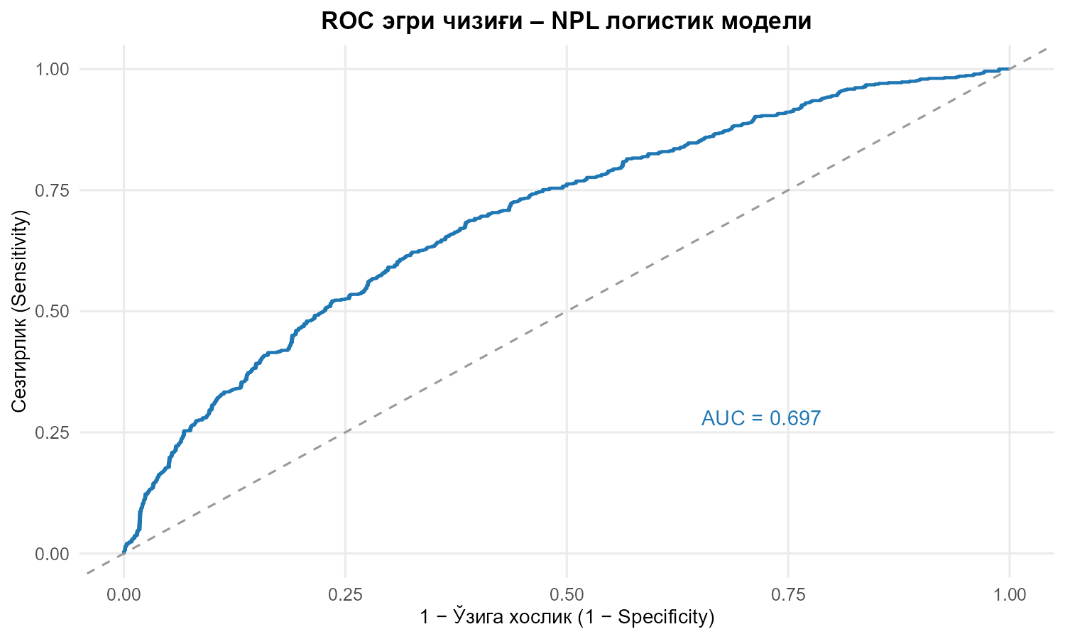 ROC эгри чизиғи – NPL логистик модели
1.00
0.75
0.50
0.25
0.00
Сезгирлик (Sensitivity)
AUC = 0.697
0.00 0.25 0.50 0.75 1.00
1 − Ўзига хослик (1 − Specificity)